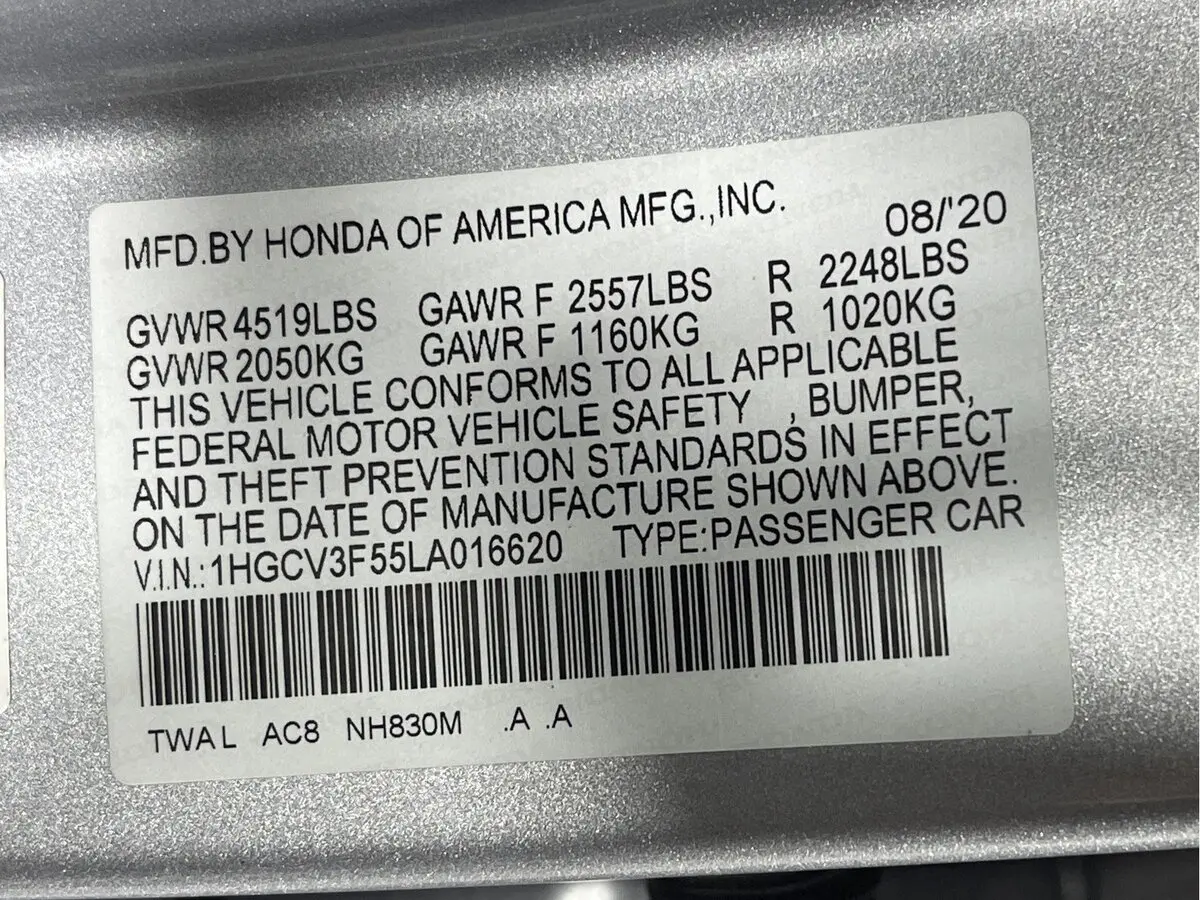 MFD.BY HONDA OF AMERICA MFG.,INC. 08/'20
GVWR 4519LBS GAWR F 2557LBS R 2248LBS
GVWR 2050KG GAWR F 1160KG R 1020KG
THIS VEHICLE CONFORMS TO ALL APPLICABLE
FEDERAL MOTOR VEHICLE SAFETY , BUMPER,
AND THEFT PREVENTION STANDARDS IN EFFECT
ON THE DATE OF MANUFACTURE SHOWN ABOVE.
V.I.N.: 1HGCV3F55LA016620 TYPE:PASSENGER CAR
TWAL AC8 NH830M .A .A